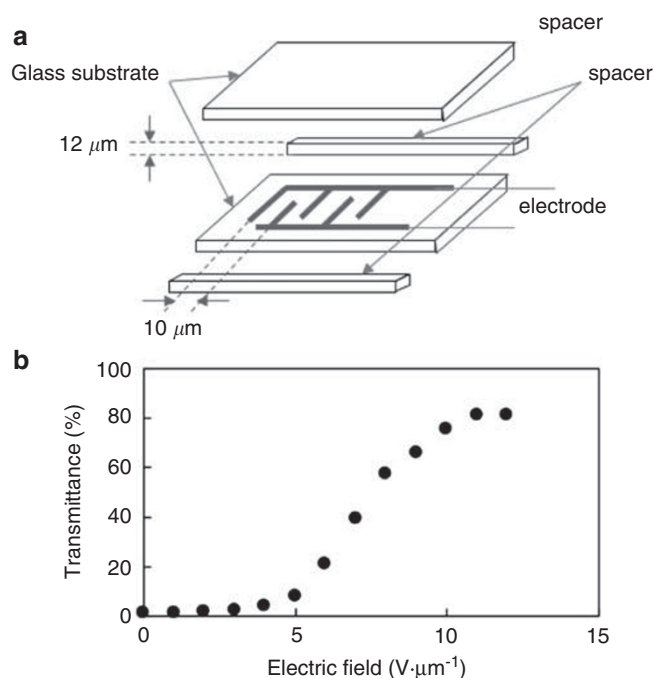 a
spacer
Glass substrate
spacer
12 μm
electrode
10 μm
b
100
80
60
40
20
0
0 5 10 15
Transmittance (%)
Electric field (V·μm⁻¹)